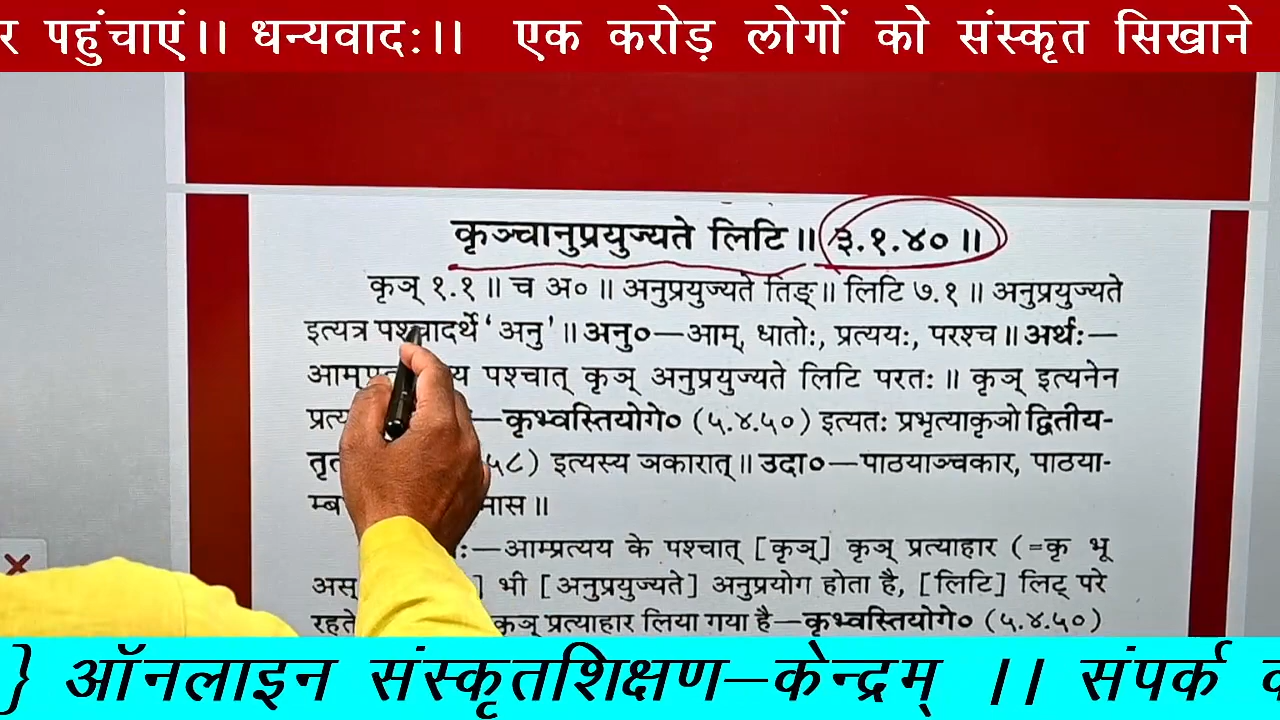 र पहुंचाएं।। धन्यवादः।। एक करोड़ लोगों को संस्कृत सिखाने
कृञ्चानुप्रयुज्यते लिटि॥ ३.१.४०॥
कृञ् १.१॥ च अ०॥ अनुप्रयुज्यते तिङ्॥ लिटि ७.१॥ अनुप्रयुज्यते
इत्यत्र पश्चादर्थे 'अनु'॥ अनु०—आम्, धातोः, प्रत्ययः, परश्च॥ अर्थः—
पश्चात् कृञ् अनुप्रयुज्यते लिटि परतः॥ कृञ् इत्यनेन
—कृभ्वस्तियोगे० (५.४.५०) इत्यतः प्रभृत्याकृञो द्वितीय-
५८) इत्यस्य ञकारात्॥ उदा०—पाठयाञ्चकार, पाठया-
म्ब मास॥
—आम्प्रत्यय के पश्चात् [कृञ्] कृञ् प्रत्याहार (=कृ भू
अस् ] भी [अनुप्रयुज्यते] अनुप्रयोग होता है, [लिटि] लिट् परे
रहते कृञ् प्रत्याहार लिया गया है—कृभ्वस्तियोगे० (५.४.५०)
} ऑनलाइन संस्कृतशिक्षण–केन्द्रम् ।। संपर्क